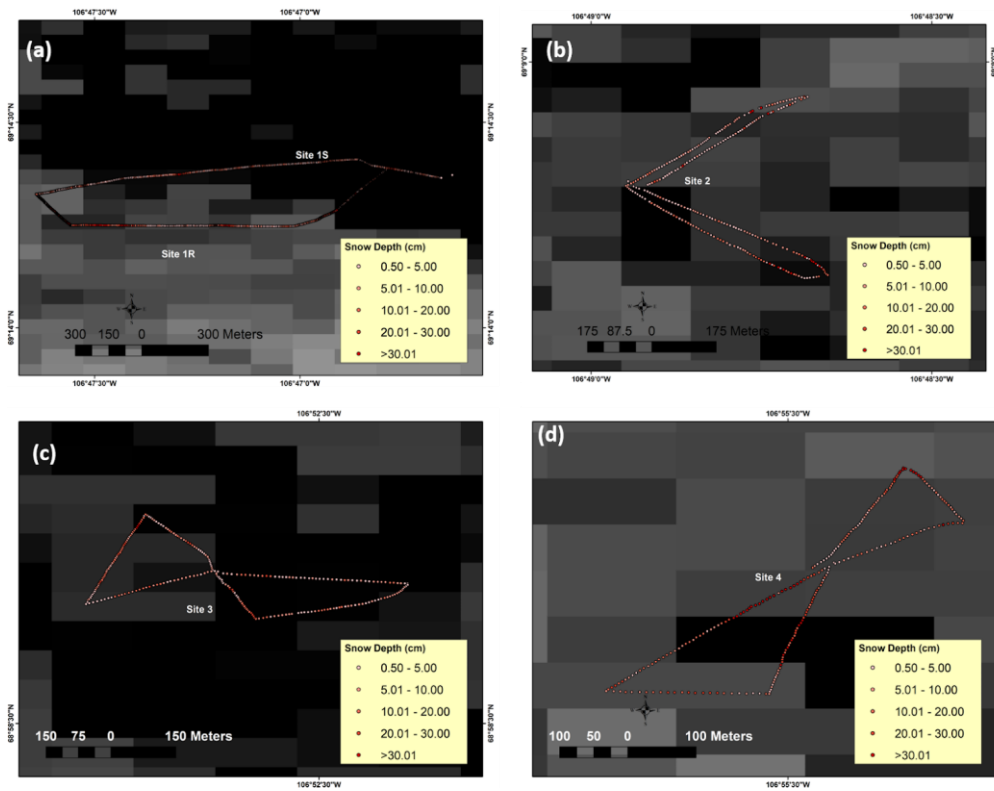 (a)
106°47'30"W
106°47'0"W
69°14'30"N
69°14'30"N
Site 1S
Site 1R
Snow Depth (cm)
0.50 - 5.00
5.01 - 10.00
10.01 - 20.00
20.01 - 30.00
>30.01
69°14'0"N
69°14'0"N
300 150 0 300 Meters
106°47'30"W
106°47'0"W
(b)
106°49'0"W
106°48'30"W
69°9'0"N
69°9'0"N
Site 2
Snow Depth (cm)
0.50 - 5.00
5.01 - 10.00
10.01 - 20.00
20.01 - 30.00
>30.01
175 87.5 0 175 Meters
106°49'0"W
106°48'30"W
(c)
106°52'30"W
Site 3
Snow Depth (cm)
0.50 - 5.00
5.01 - 10.00
10.01 - 20.00
20.01 - 30.00
>30.01
68°58'30"N
68°58'30"N
150 75 0 150 Meters
106°52'30"W
(d)
106°55'30"W
Site 4
Snow Depth (cm)
0.50 - 5.00
5.01 - 10.00
10.01 - 20.00
20.01 - 30.00
>30.01
100 50 0 100 Meters
106°55'30"W